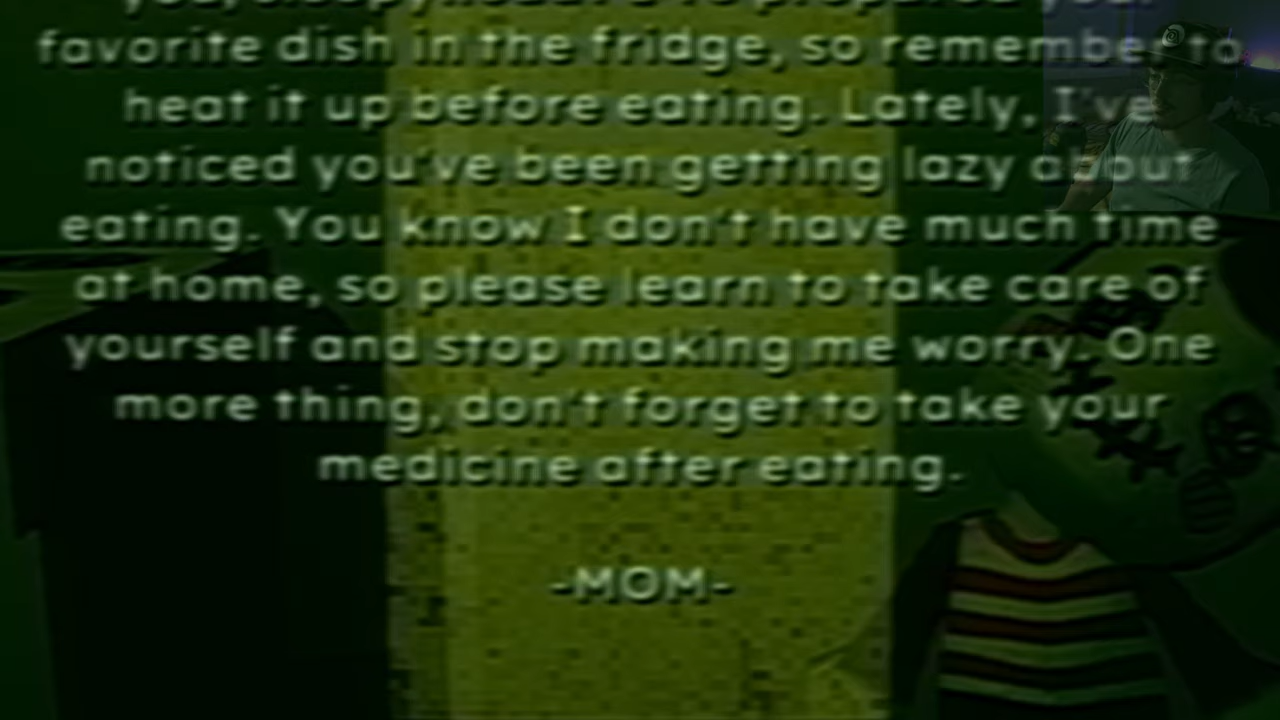 favorite dish in the fridge, so remember to
heat it up before eating. Lately, I've
noticed you've been getting lazy about
eating. You know I don't have much time
at home, so please learn to take care of
yourself and stop making me worry. One
more thing, don't forget to take your
medicine after eating.
-MOM-